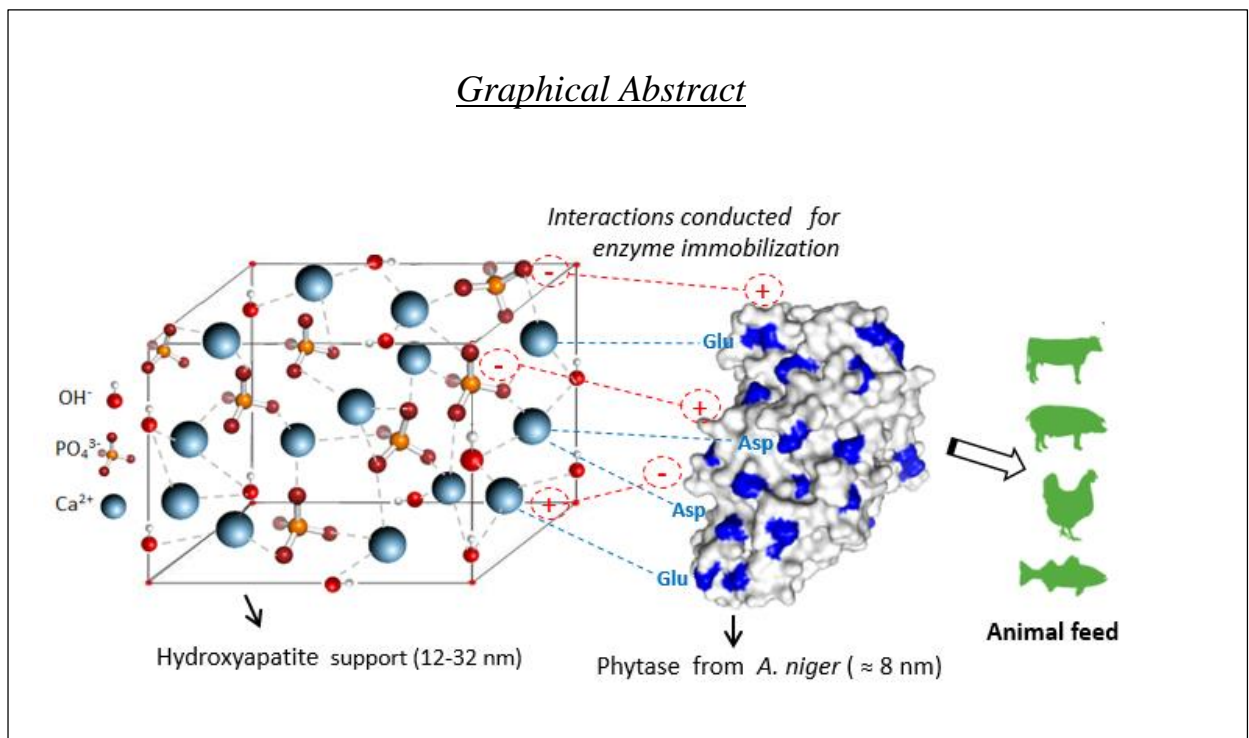 Graphical Abstract
Interactions conducted for
enzyme immobilization
-
+
Glu
-
+
OH⁻
Asp
PO₄³⁻
-
Ca²⁺
+
Asp
Glu
Animal feed
Hydroxyapatite support (12-32 nm)
Phytase from A. niger ( ≈ 8 nm)